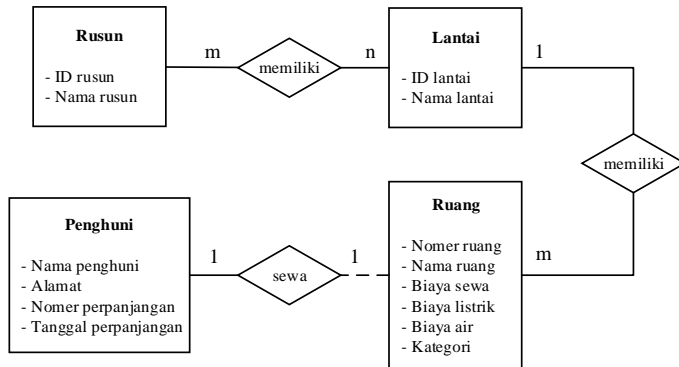 Rusun
- ID rusun
- Nama rusun
m
memiliki
n
Lantai
- ID lantai
- Nama lantai
1
memiliki
m
Ruang
- Nomer ruang
- Nama ruang
- Biaya sewa
- Biaya listrik
- Biaya air
- Kategori
1
sewa
1
Penghuni
- Nama penghuni
- Alamat
- Nomer perpanjangan
- Tanggal perpanjangan